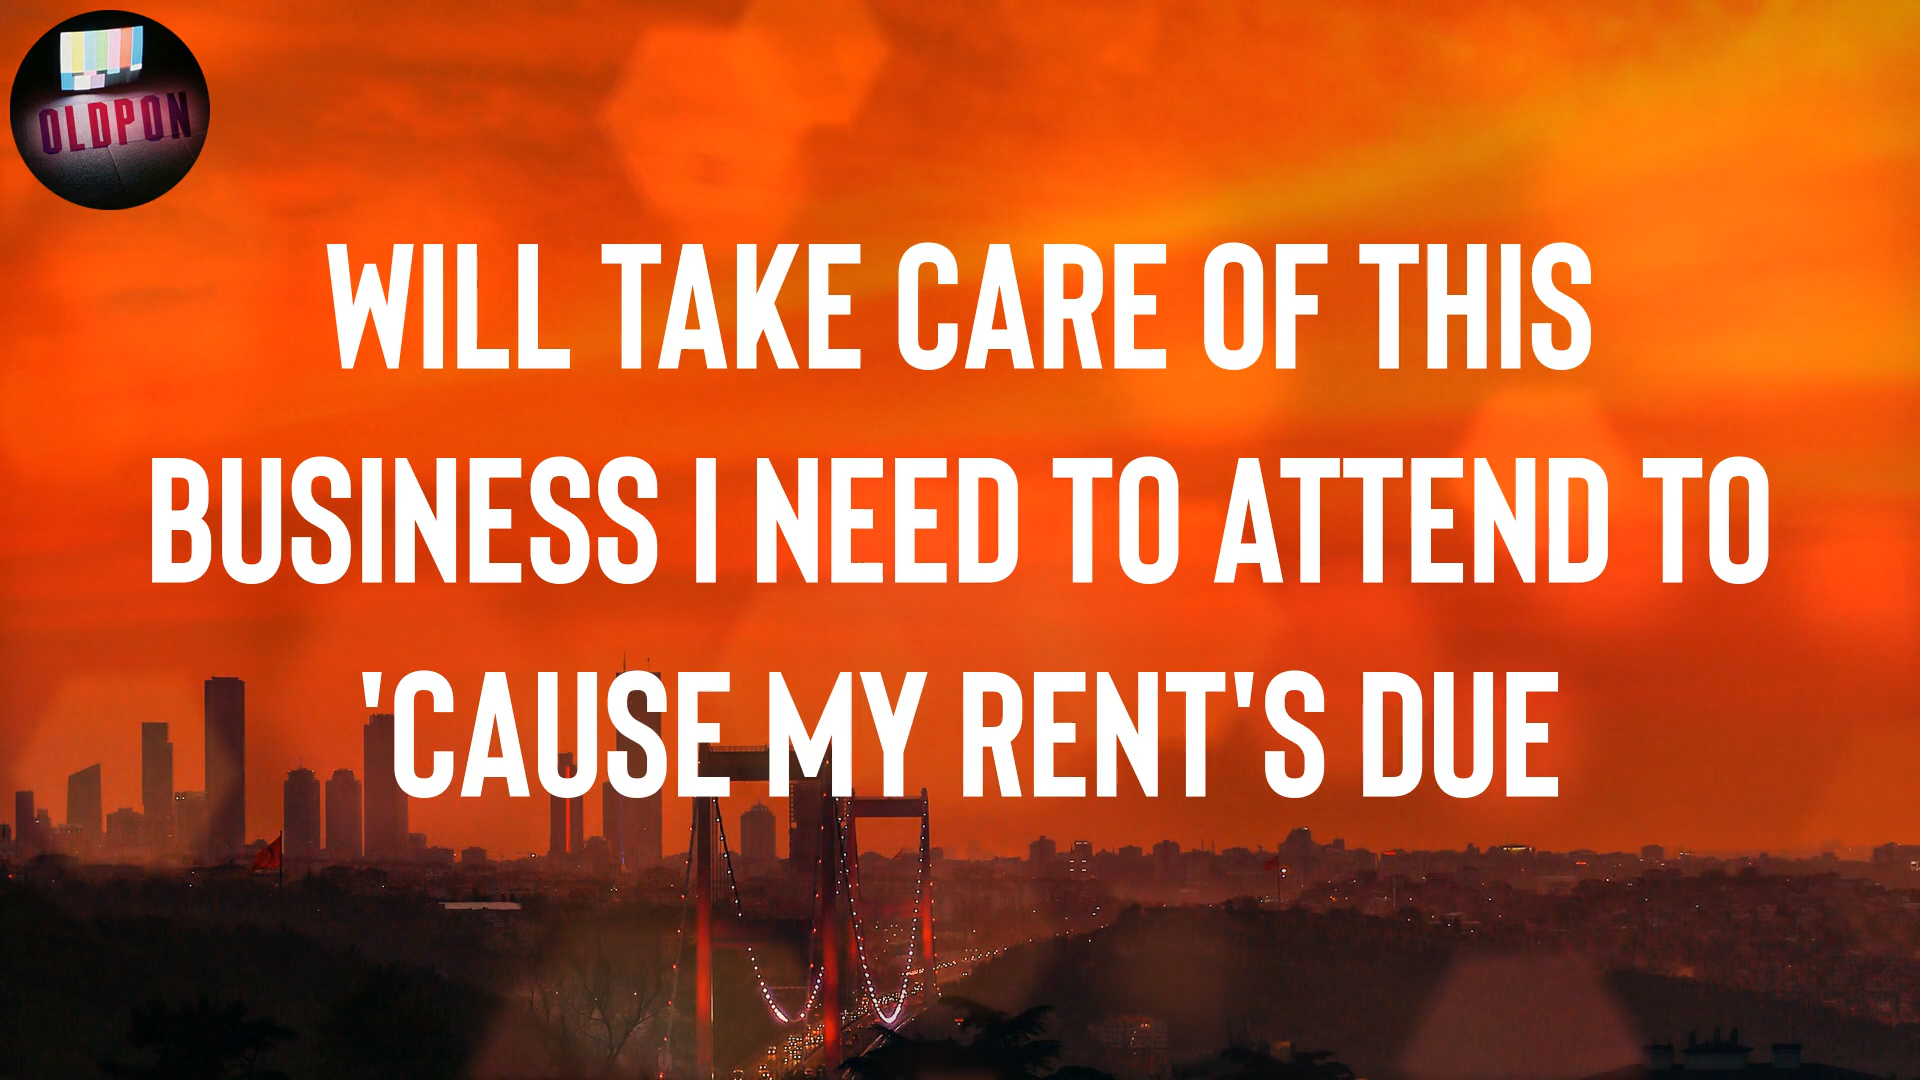 OLDPON
WILL TAKE CARE OF THIS
BUSINESS I NEED TO ATTEND TO
'CAUSE MY RENT'S DUE